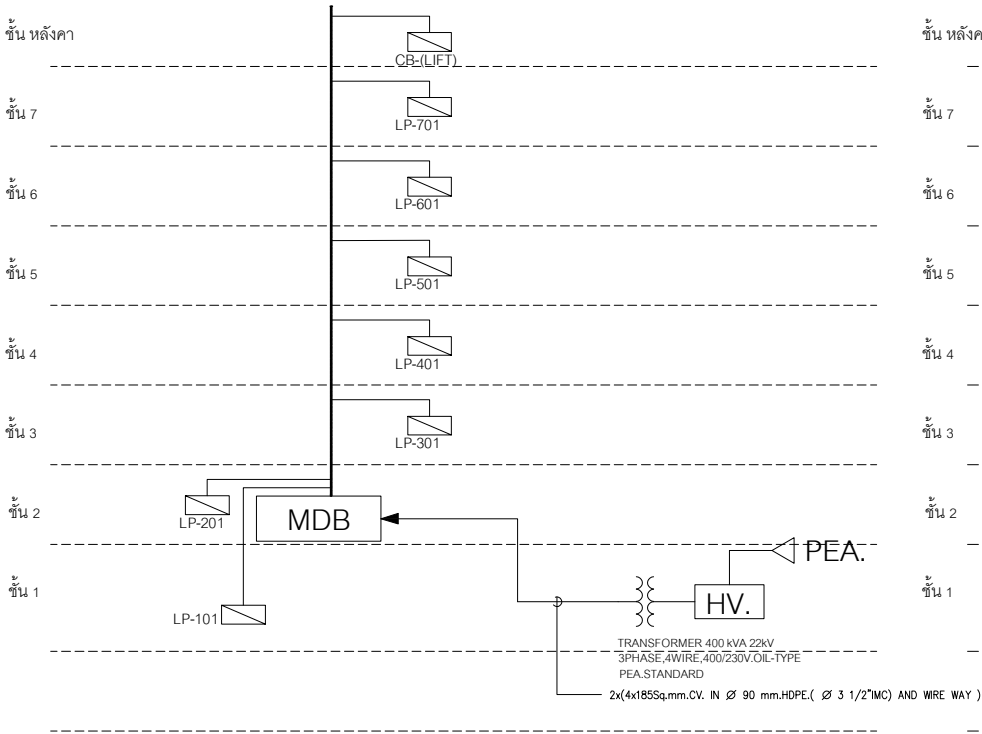 ชั้น หลังคา
ชั้น หลังค
CB-(LIFT)
ชั้น 7
LP-701
ชั้น 7
ชั้น 6
LP-601
ชั้น 6
ชั้น 5
LP-501
ชั้น 5
ชั้น 4
LP-401
ชั้น 4
ชั้น 3
LP-301
ชั้น 3
ชั้น 2
LP-201
MDB
ชั้น 2
PEA.
ชั้น 1
LP-101
HV.
ชั้น 1
TRANSFORMER 400 kVA 22kV
3PHASE,4WIRE,400/230V.OIL-TYPE
PEA.STANDARD
2x(4x185Sq.mm.CV. IN Ø 90 mm.HDPE.( Ø 3 1/2"IMC) AND WIRE WAY )